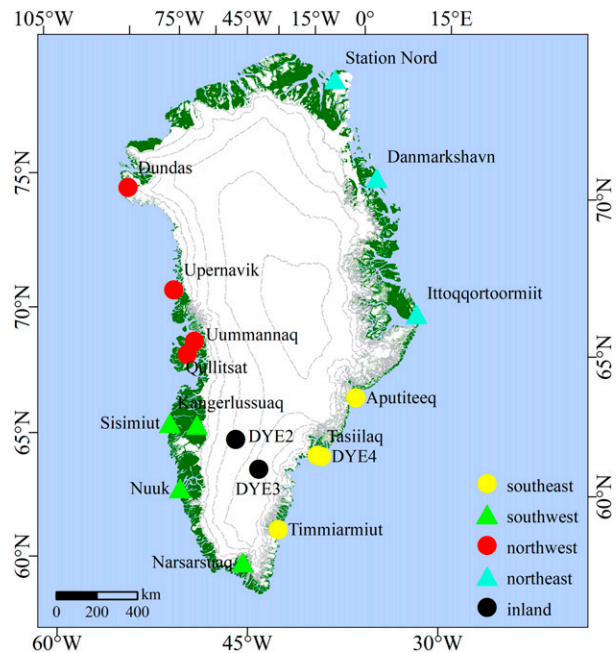 105°W 75°W 45°W 15°W 0° 15°E
Station Nord
Danmarkshavn
Dundas
75°N
70°N
Upernavik
Ittoqqortoormiit
70°N
Uummannaq
Qullitsat
65°N
Kangerlussuaq
Aputiteeq
Sisimiut
65°N
DYE2
Tasiilaq
DYE4
DYE3
southeast
Nuuk
60°N
southwest
Timmiarmiut
northwest
60°N
Narsarsuaq
northeast
km
0 200 400
inland
60°W 45°W 30°W